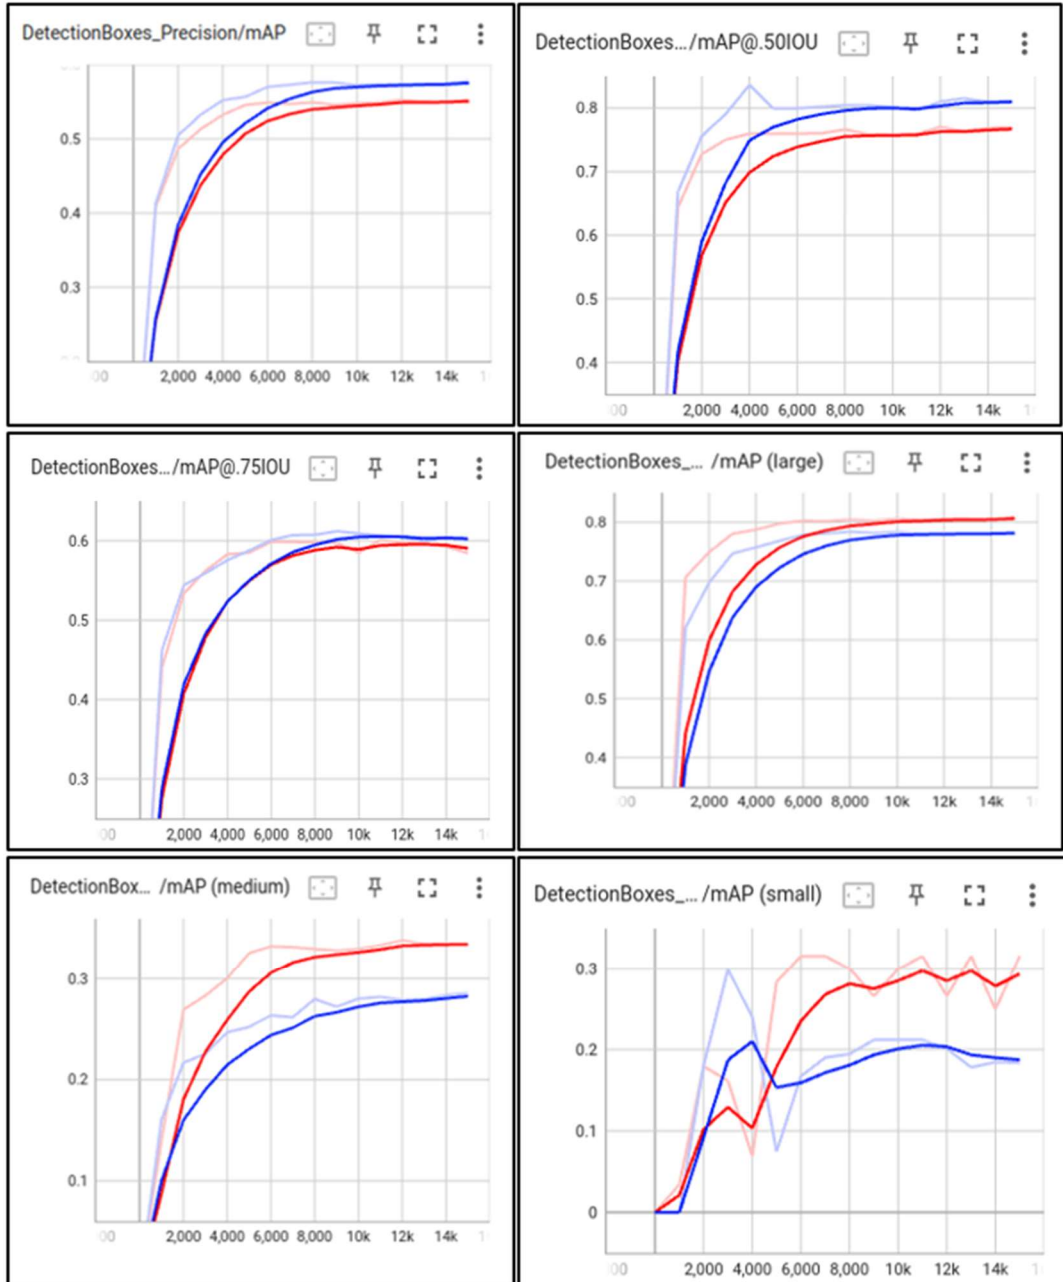 DetectionBoxes_Precision/mAP
0.5
0.4
0.3
00 2,000 4,000 6,000 8,000 10k 12k 14k
DetectionBoxes.../mAP@.50IOU
0.8
0.7
0.6
0.5
0.4
00 2,000 4,000 6,000 8,000 10k 12k 14k
DetectionBoxes.../mAP@.75IOU
0.6
0.5
0.4
0.3
00 2,000 4,000 6,000 8,000 10k 12k 14k
DetectionBoxes_... /mAP (large)
0.8
0.7
0.6
0.5
0.4
00 2,000 4,000 6,000 8,000 10k 12k 14k
DetectionBox... /mAP (medium)
0.3
0.2
0.1
00 2,000 4,000 6,000 8,000 10k 12k 14k
DetectionBoxes_... /mAP (small)
0.3
0.2
0.1
0
00 2,000 4,000 6,000 8,000 10k 12k 14k